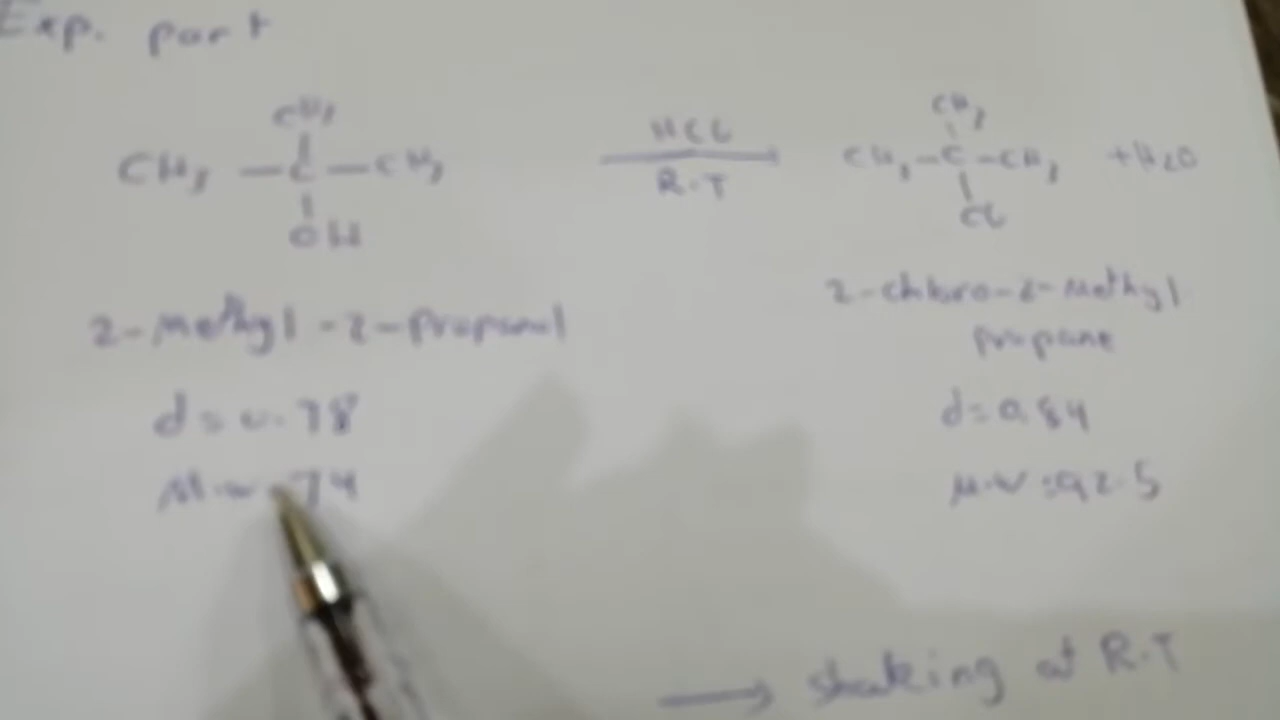 Exp. part
CH3
CH3 — C — CH3
OH
HCl
R.T
CH3
CH3 — C — CH3 + H2O
Cl
2-methyl-2-propanol
d = 0.78
M.w = 74
2-chloro-2-methyl
propane
d = 0.84
M.w = 92.5
→ shaking at R.T